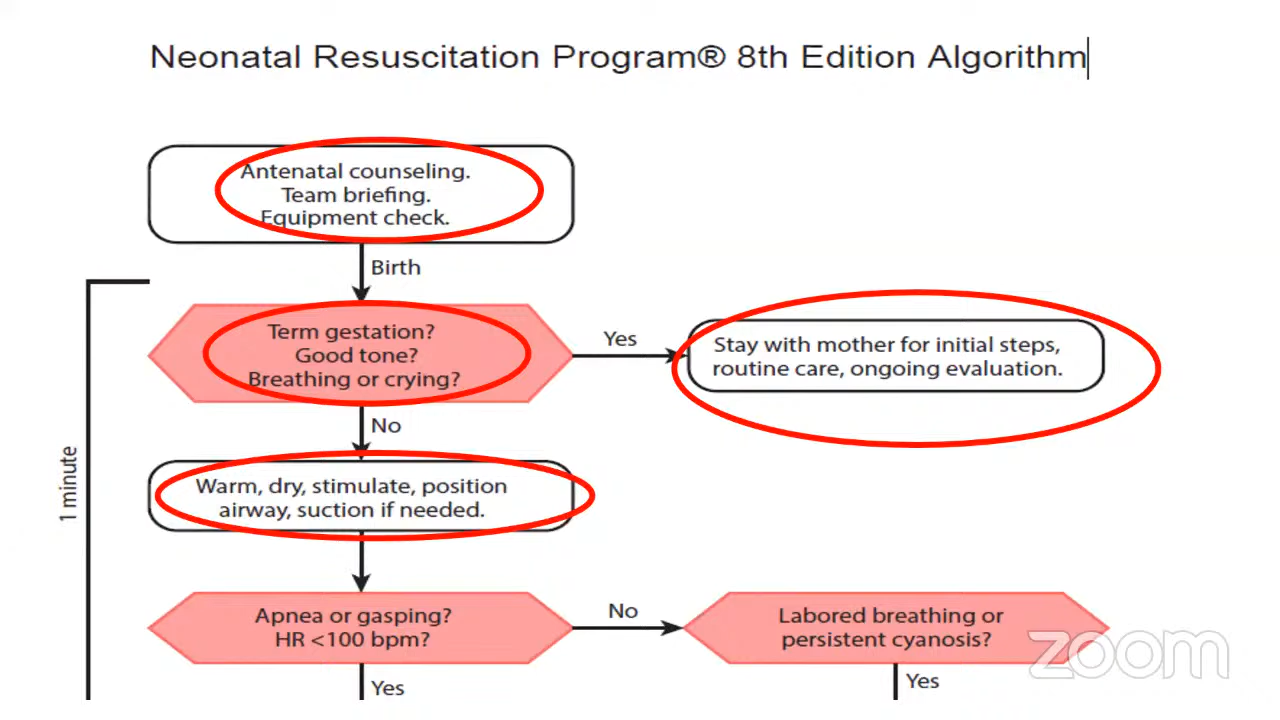 Neonatal Resuscitation Program® 8th Edition Algorithm
Antenatal counseling.
Team briefing.
Equipment check.
Birth
Term gestation?
Good tone?
Breathing or crying?
Yes
Stay with mother for initial steps,
routine care, ongoing evaluation.
No
Warm, dry, stimulate, position
airway, suction if needed.
1 minute
Apnea or gasping?
HR <100 bpm?
No
Labored breathing or
persistent cyanosis?
Yes
Yes
zoom